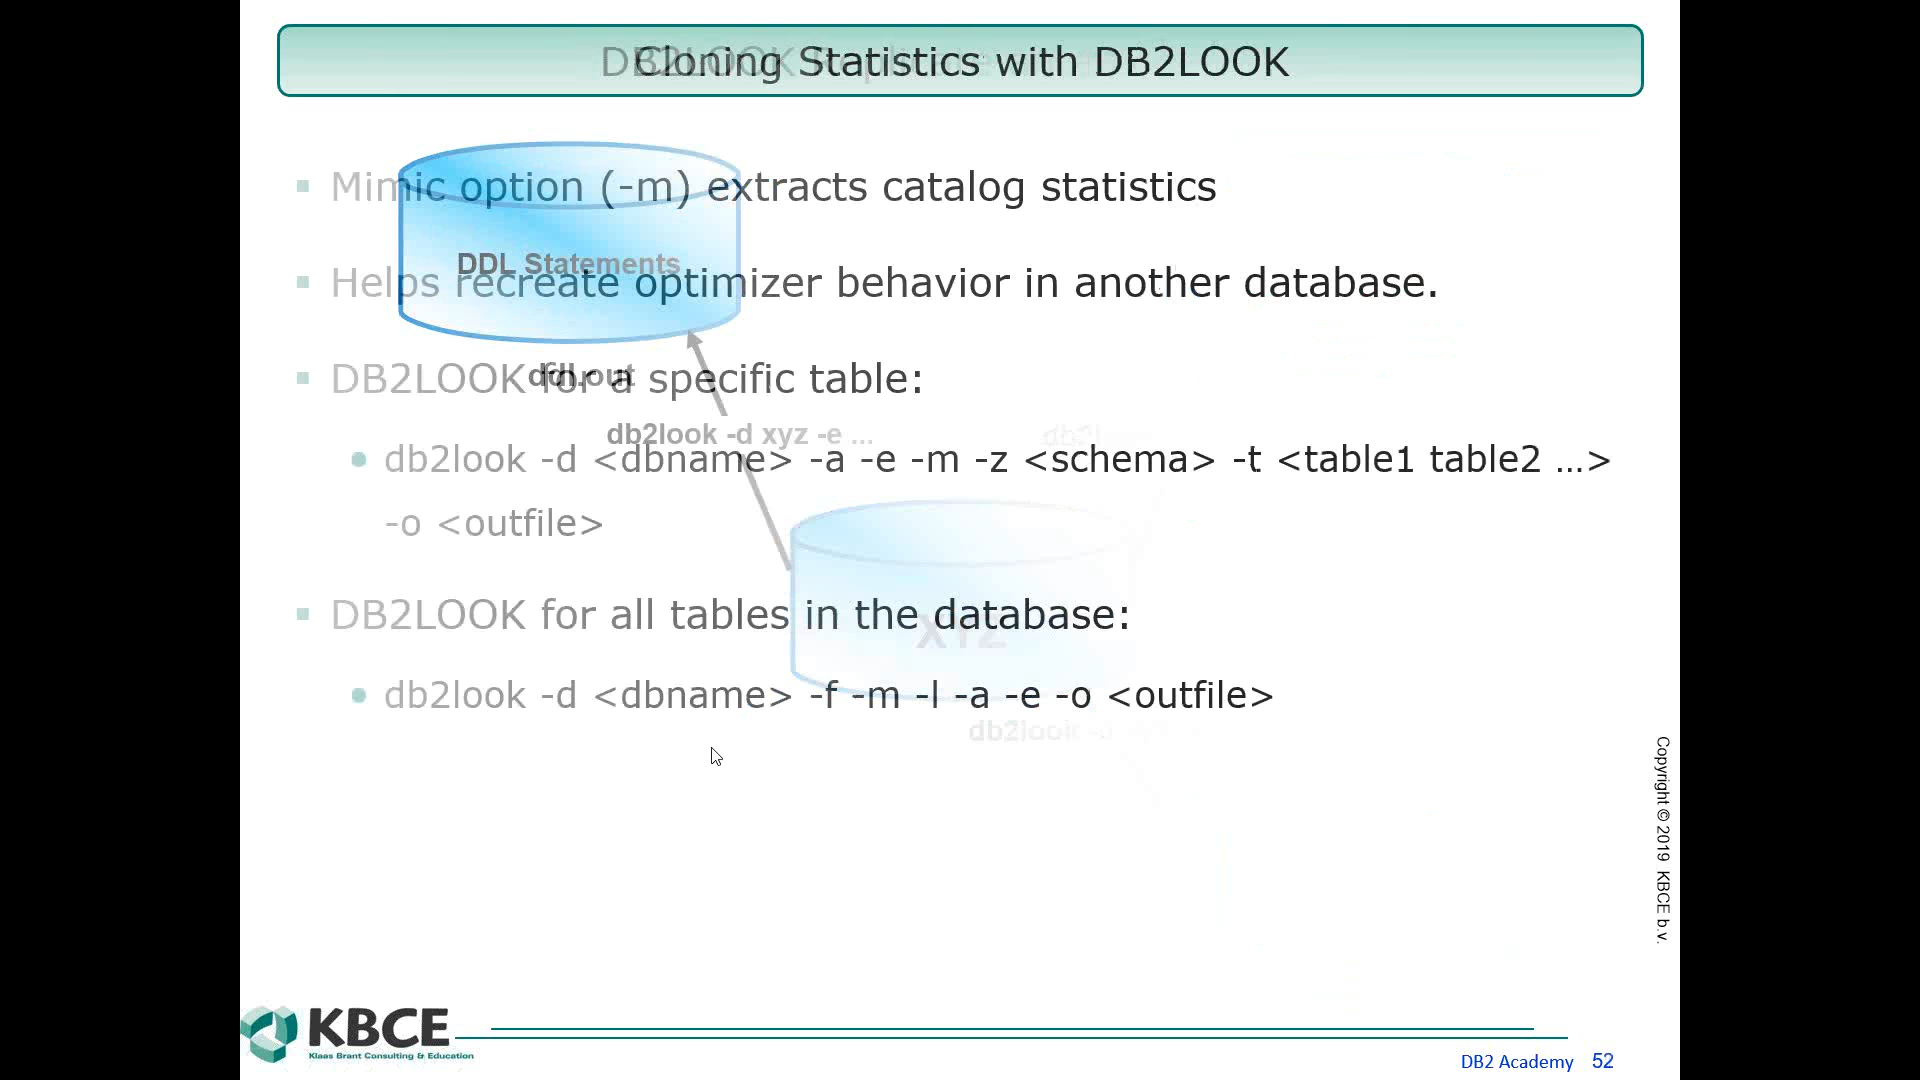 Cloning Statistics with DB2LOOK
DB2LOOK
Mimic option (-m) extracts catalog statistics
DDL Statements
Helps recreate optimizer behavior in another database.
DB2LOOK for a specific table:
ddl.out
db2look -d xyz -e ...
db2look -d <dbname> -a -e -m -z <schema> -t <table1 table2 ...>
-o <outfile>
DB2LOOK for all tables in the database:
XYZ
db2look -d <dbname> -f -m -l -a -e -o <outfile>
db2look
Copyright © 2019 KBCE b.v.
KBCE
Klaas Brant Consulting & Education
DB2 Academy 52